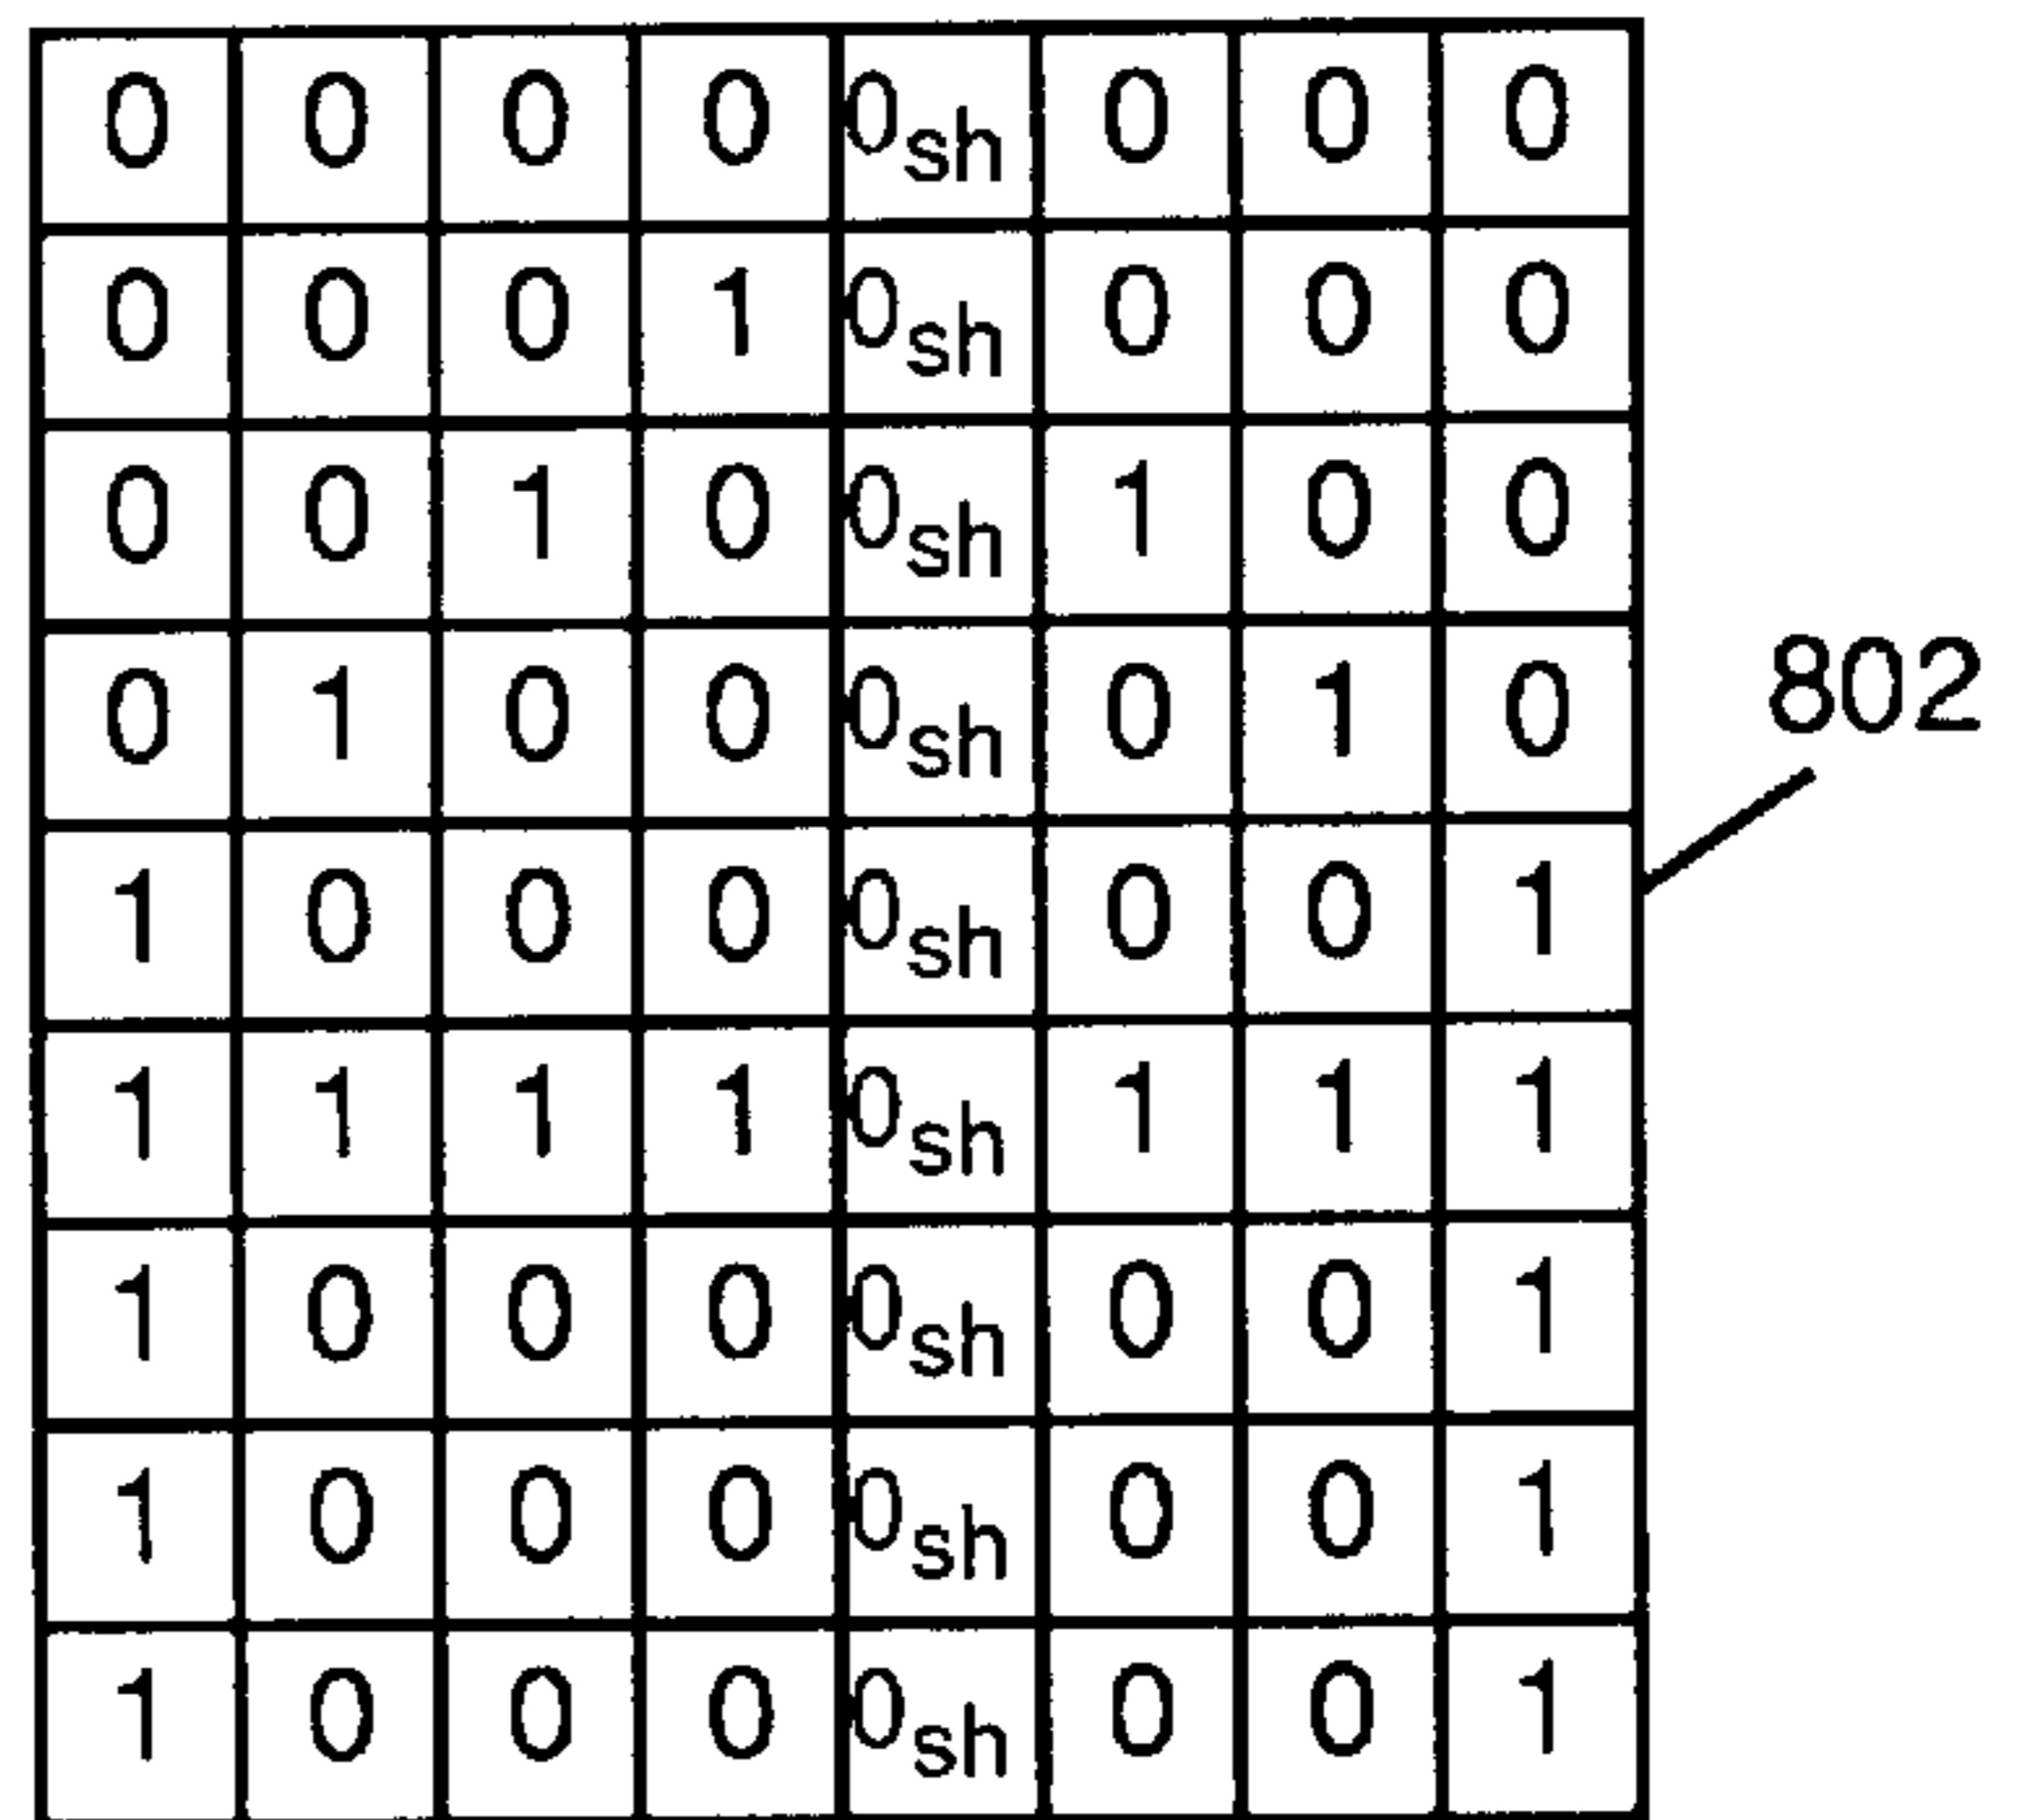 0 0 0 0 0sh 0 0 0
0 0 0 1 0sh 0 0 0
0 0 1 0 0sh 1 0 0
0 1 0 0 0sh 0 1 0
802
1 0 0 0 0sh 0 0 1
1 1 1 1 0sh 1 1 1
1 0 0 0 0sh 0 0 1
1 0 0 0 0sh 0 0 1
1 0 0 0 0sh 0 0 1